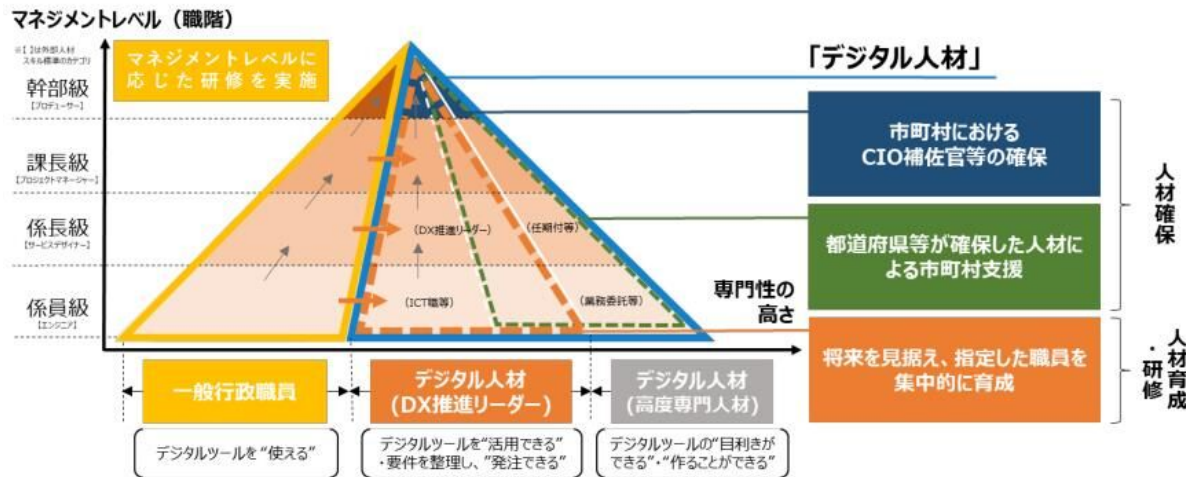 マネジメントレベル（職階）
※【 】は外部人材
スキル標準のカテゴリ
マネジメントレベルに
応じた研修を実施
「デジタル人材」
幹部級
【プロデューサー】
課長級
【プロジェクトマネージャー】
係長級
【サービスデザイナー】
係員級
【エンジニア】
（DX推進リーダー）
（任期付等）
（ICT職等）
（業務委託等）
専門性の
高さ
市町村における
CIO補佐官等の確保
都道府県等が確保した人材に
よる市町村支援
将来を見据え、指定した職員を
集中的に育成
人材確保
人材育成
・研修
一般行政職員
デジタル人材
(DX推進リーダー)
デジタル人材
(高度専門人材)
デジタルツールを“使える”
デジタルツールを“活用できる”
・要件を整理し、“発注できる”
デジタルツールの“目利きが
できる”・“作ることができる”